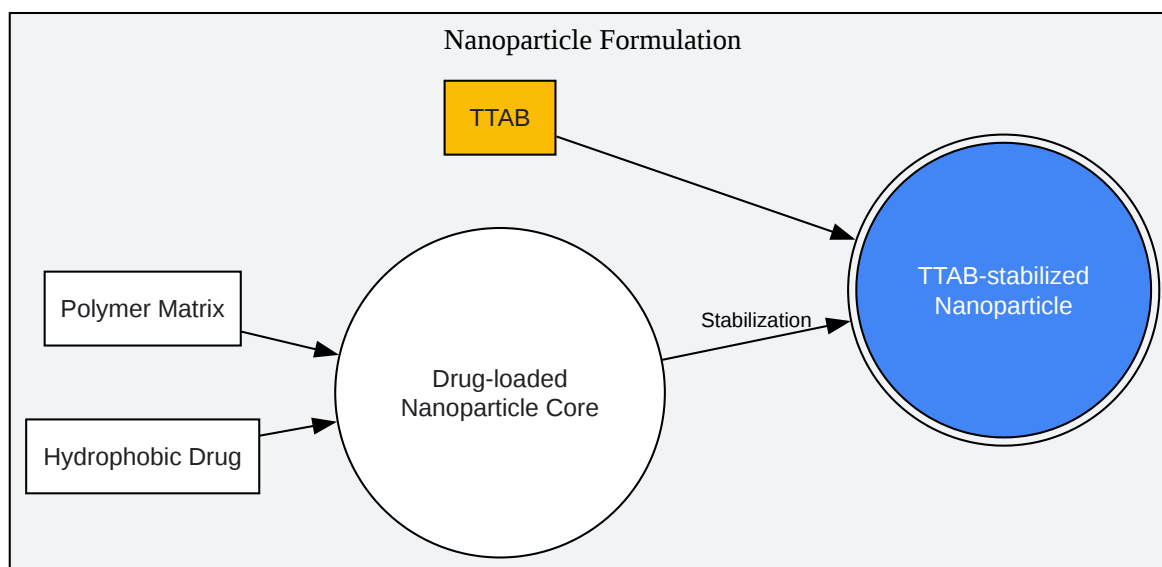 Nanoparticle Formulation
TTAB
TTAB-stabilized
Nanoparticle
Polymer Matrix
Stabilization
Drug-loaded
Nanoparticle Core
Hydrophobic Drug